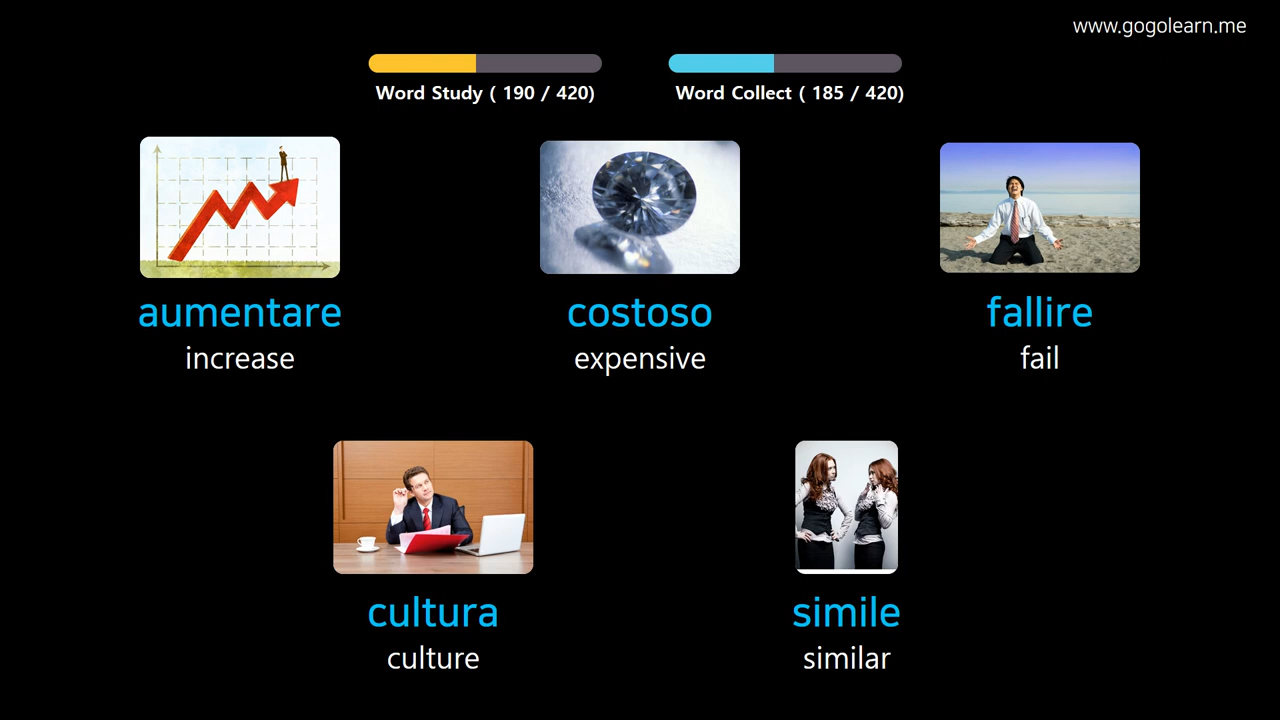 www.gogolearn.me
Word Study ( 190 / 420)
Word Collect ( 185 / 420)
aumentare
increase
costoso
expensive
fallire
fail
cultura
culture
simile
similar